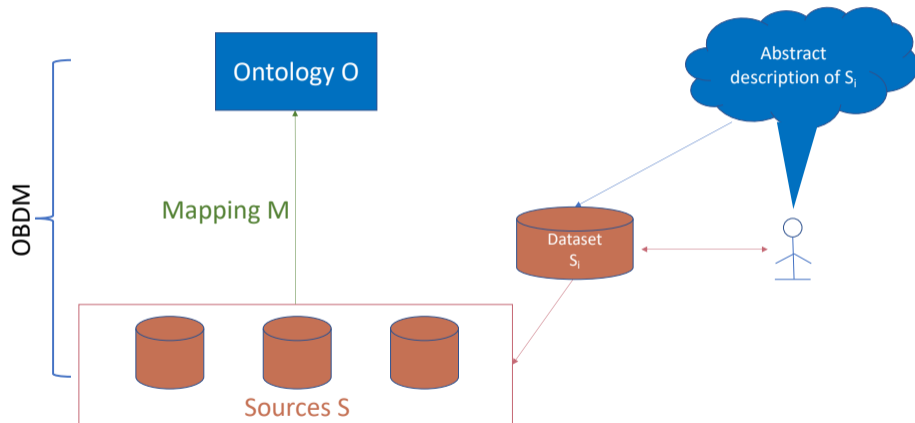 Ontology O
Abstract
description of Si
OBDM
Mapping M
Dataset
Si
Sources S